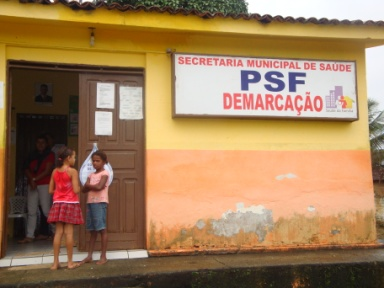 SECRETARIA MUNICIPAL DE SAÚDE
PSF
DEMARCAÇÃO